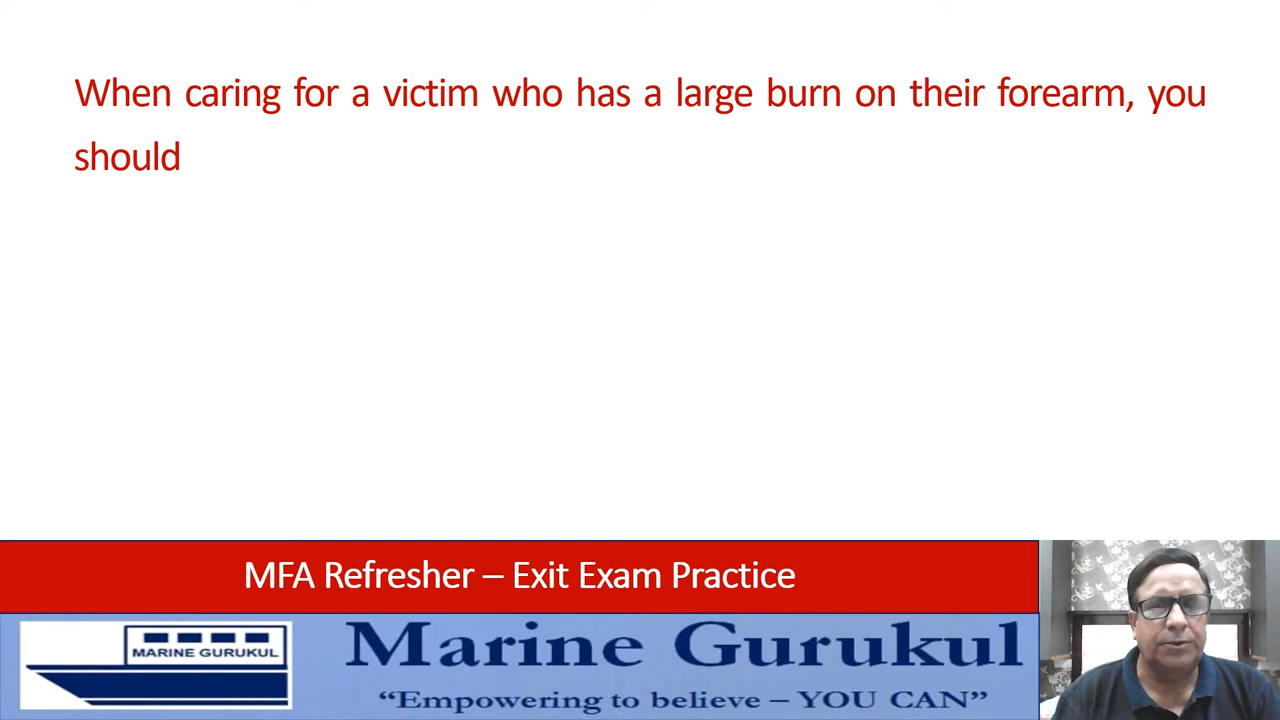 When caring for a victim who has a large burn on their forearm, you
should
MFA Refresher – Exit Exam Practice
MARINE GURUKUL
Marine Gurukul
“Empowering to believe – YOU CAN”